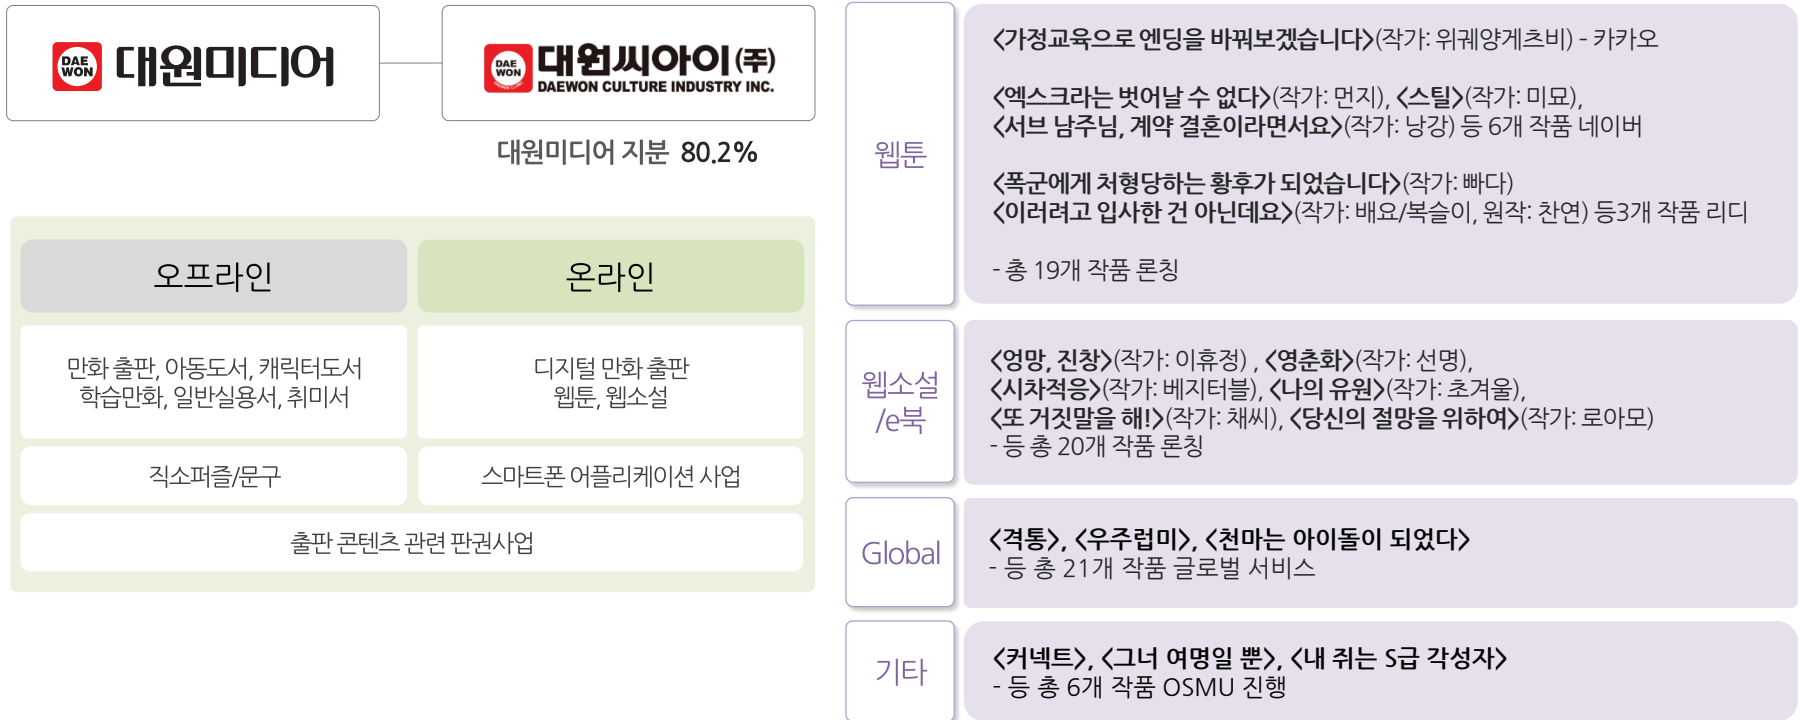 DAE WON 대원미디어
DAE WON 대원씨아이(주)
DAEWON CULTURE INDUSTRY INC.
대원미디어 지분 80.2%
오프라인
온라인
만화 출판, 아동도서, 캐릭터도서
학습만화, 일반실용서, 취미서
디지털 만화 출판
웹툰, 웹소설
직소퍼즐/문구
스마트폰 어플리케이션 사업
출판 콘텐츠 관련 판권사업
웹툰
<가정교육으로 엔딩을 바꿔보겠습니다>(작가: 위궤양게츠비) - 카카오
<엑스크라는 벗어날 수 없다>(작가: 먼지), <스틸>(작가: 미묘),
<서브 남주님, 계약 결혼이라면서요>(작가: 낭강) 등 6개 작품 네이버
<폭군에게 처형당하는 황후가 되었습니다>(작가: 빠다)
<이러려고 입사한 건 아닌데요>(작가: 배요/복슬이, 원작: 찬연) 등3개 작품 리디
- 총 19개 작품 론칭
웹소설
/e북
<엉망, 진창>(작가: 이휴정) , <영춘화>(작가: 선명),
<시차적응>(작가: 베지터블), <나의 유원>(작가: 초겨울),
<또 거짓말을 해!>(작가: 채씨), <당신의 절망을 위하여>(작가: 로아모)
- 등 총 20개 작품 론칭
Global
<격통>, <우주럽미>, <천마는 아이돌이 되었다>
- 등 총 21개 작품 글로벌 서비스
기타
<커넥트>, <그녀 여명일 뿐>, <내 쥐는 S급 각성자>
- 등 총 6개 작품 OSMU 진행